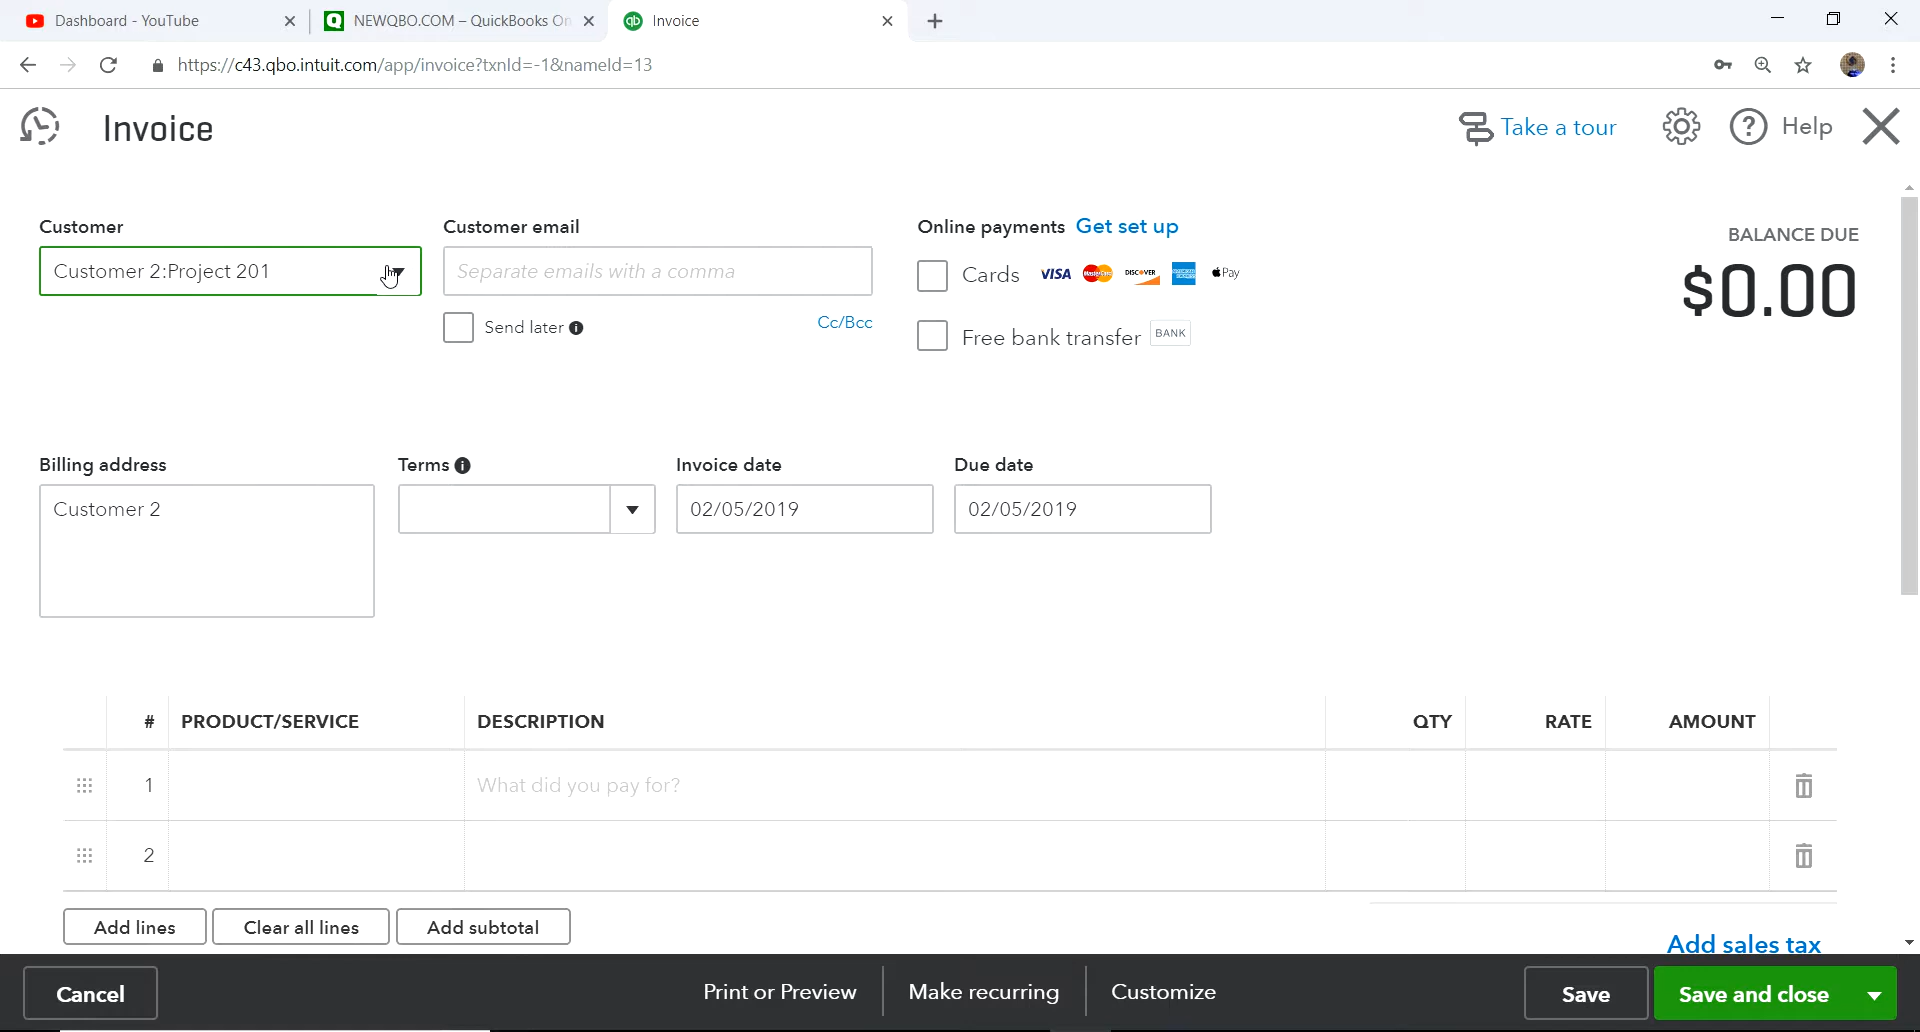 Dashboard - YouTube
NEWQBO.COM – QuickBooks On
Invoice
https://c43.qbo.intuit.com/app/invoice?txnId=-1&nameId=13
Invoice
Take a tour
? Help
Customer
Customer email
Online payments Get set up
BALANCE DUE
Customer 2:Project 201
Separate emails with a comma
Cards VISA MasterCard DISCOVER AMERICAN EXPRESS Pay
$0.00
Send later
Cc/Bcc
Free bank transfer BANK
Billing address
Terms
Invoice date
Due date
Customer 2
02/05/2019
02/05/2019
# PRODUCT/SERVICE DESCRIPTION QTY RATE AMOUNT
1 What did you pay for?
2
Add lines
Clear all lines
Add subtotal
Add sales tax
Cancel
Print or Preview
Make recurring
Customize
Save
Save and close